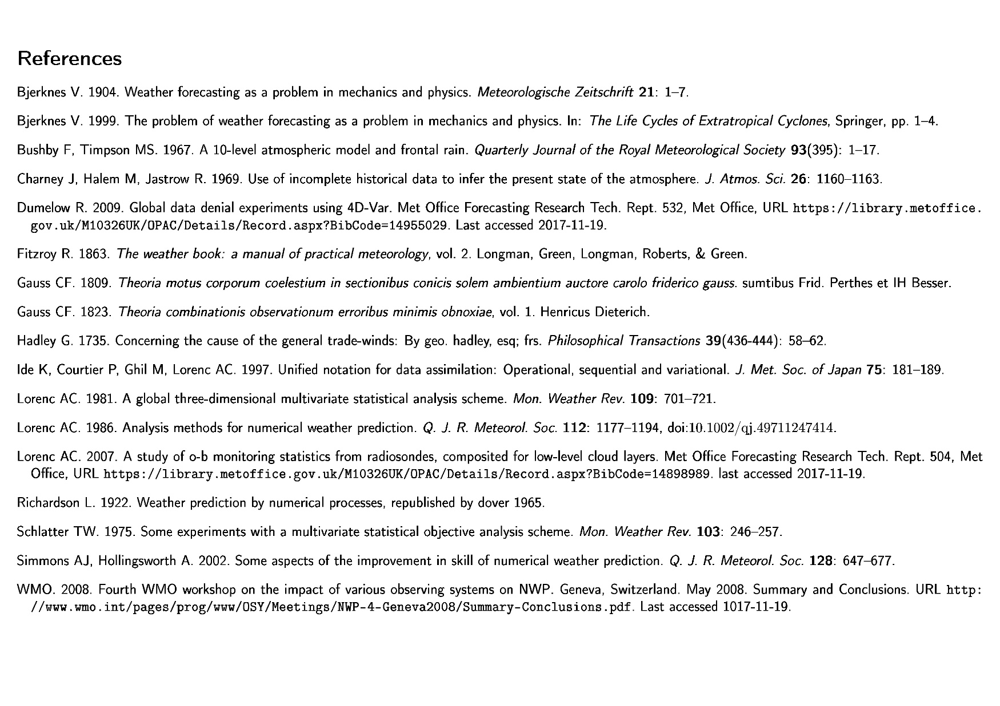 References
Bjerknes V. 1904. Weather forecasting as a problem in mechanics and physics. Meteorologische Zeitschrift 21: 1–7.
Bjerknes V. 1999. The problem of weather forecasting as a problem in mechanics and physics. In: The Life Cycles of Extratropical Cyclones, Springer, pp. 1–4.
Bushby F, Timpson MS. 1967. A 10-level atmospheric model and frontal rain. Quarterly Journal of the Royal Meteorological Society 93(395): 1–17.
Charney J, Halem M, Jastrow R. 1969. Use of incomplete historical data to infer the present state of the atmosphere. J. Atmos. Sci. 26: 1160–1163.
Dumelow R. 2009. Global data denial experiments using 4D-Var. Met Office Forecasting Research Tech. Rept. 532, Met Office, URL https://library.metoffice.
gov.uk/M10326UK/OPAC/Details/Record.aspx?BibCode=14955029. Last accessed 2017-11-19.
Fitzroy R. 1863. The weather book: a manual of practical meteorology, vol. 2. Longman, Green, Longman, Roberts, & Green.
Gauss CF. 1809. Theoria motus corporum coelestium in sectionibus conicis solem ambientium auctore carolo friderico gauss. sumtibus Frid. Perthes et IH Besser.
Gauss CF. 1823. Theoria combinationis observationum erroribus minimis obnoxiae, vol. 1. Henricus Dieterich.
Hadley G. 1735. Concerning the cause of the general trade-winds: By geo. hadley, esq; frs. Philosophical Transactions 39(436-444): 58–62.
Ide K, Courtier P, Ghil M, Lorenc AC. 1997. Unified notation for data assimilation: Operational, sequential and variational. J. Met. Soc. of Japan 75: 181–189.
Lorenc AC. 1981. A global three-dimensional multivariate statistical analysis scheme. Mon. Weather Rev. 109: 701–721.
Lorenc AC. 1986. Analysis methods for numerical weather prediction. Q. J. R. Meteorol. Soc. 112: 1177–1194, doi:10.1002/qj.49711247414.
Lorenc AC. 2007. A study of o-b monitoring statistics from radiosondes, composited for low-level cloud layers. Met Office Forecasting Research Tech. Rept. 504, Met
Office, URL https://library.metoffice.gov.uk/M10326UK/OPAC/Details/Record.aspx?BibCode=14898989. last accessed 2017-11-19.
Richardson L. 1922. Weather prediction by numerical processes, republished by dover 1965.
Schlatter TW. 1975. Some experiments with a multivariate statistical objective analysis scheme. Mon. Weather Rev. 103: 246–257.
Simmons AJ, Hollingsworth A. 2002. Some aspects of the improvement in skill of numerical weather prediction. Q. J. R. Meteorol. Soc. 128: 647–677.
WMO. 2008. Fourth WMO workshop on the impact of various observing systems on NWP. Geneva, Switzerland. May 2008. Summary and Conclusions. URL http:
//www.wmo.int/pages/prog/www/OSY/Meetings/NWP-4-Geneva2008/Summary-Conclusions.pdf. Last accessed 1017-11-19.